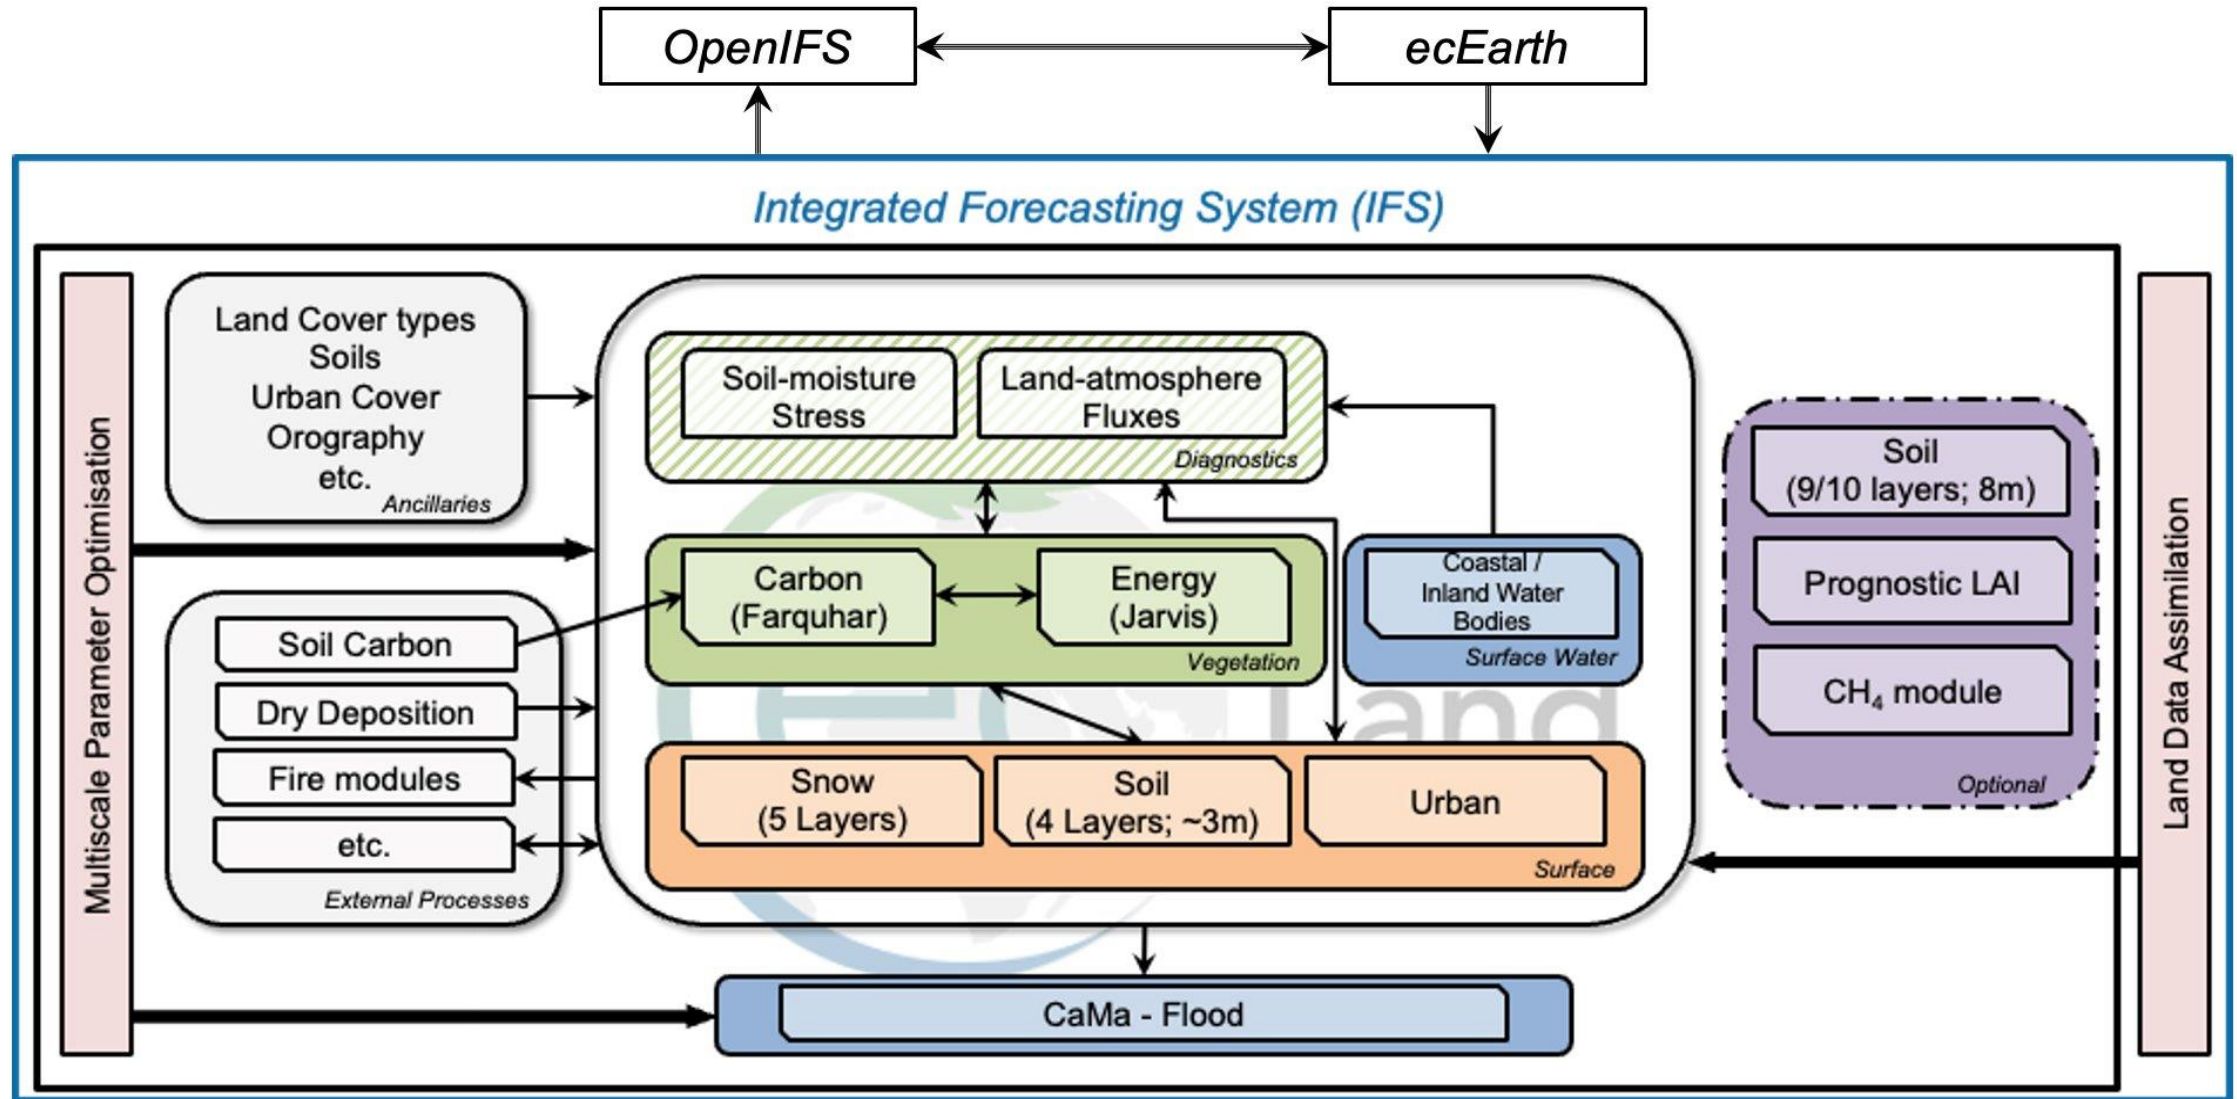 OpenIFS
ecEarth
Integrated Forecasting System (IFS)
Multiscale Parameter Optimisation
Land Cover types
Soils
Urban Cover
Orography
etc.
Ancillaries
Soil Carbon
Dry Deposition
Fire modules
etc.
External Processes
Soil-moisture
Stress
Land-atmosphere
Fluxes
Diagnostics
Carbon
(Farquhar)
Energy
(Jarvis)
Vegetation
Coastal /
Inland Water
Bodies
Surface Water
ec
Land
Snow
(5 Layers)
Soil
(4 Layers; ~3m)
Urban
Surface
CaMa - Flood
Soil
(9/10 layers; 8m)
Prognostic LAI
CH₄ module
Optional
Land Data Assimilation